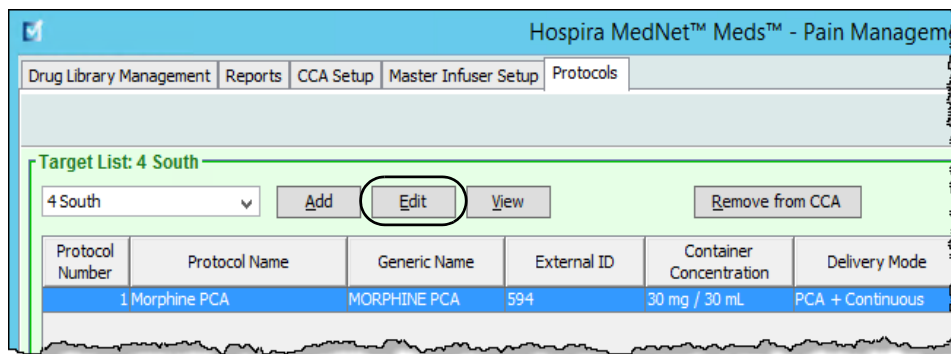 Hospira MedNet™ Meds™ - Pain Managem
Drug Library Management Reports CCA Setup Master Infuser Setup Protocols
Target List: 4 South
4 South Add Edit View Remove from CCA
Protocol Number Protocol Name Generic Name External ID Container Concentration Delivery Mode
1 Morphine PCA MORPHINE PCA 594 30 mg / 30 mL PCA + Continuous